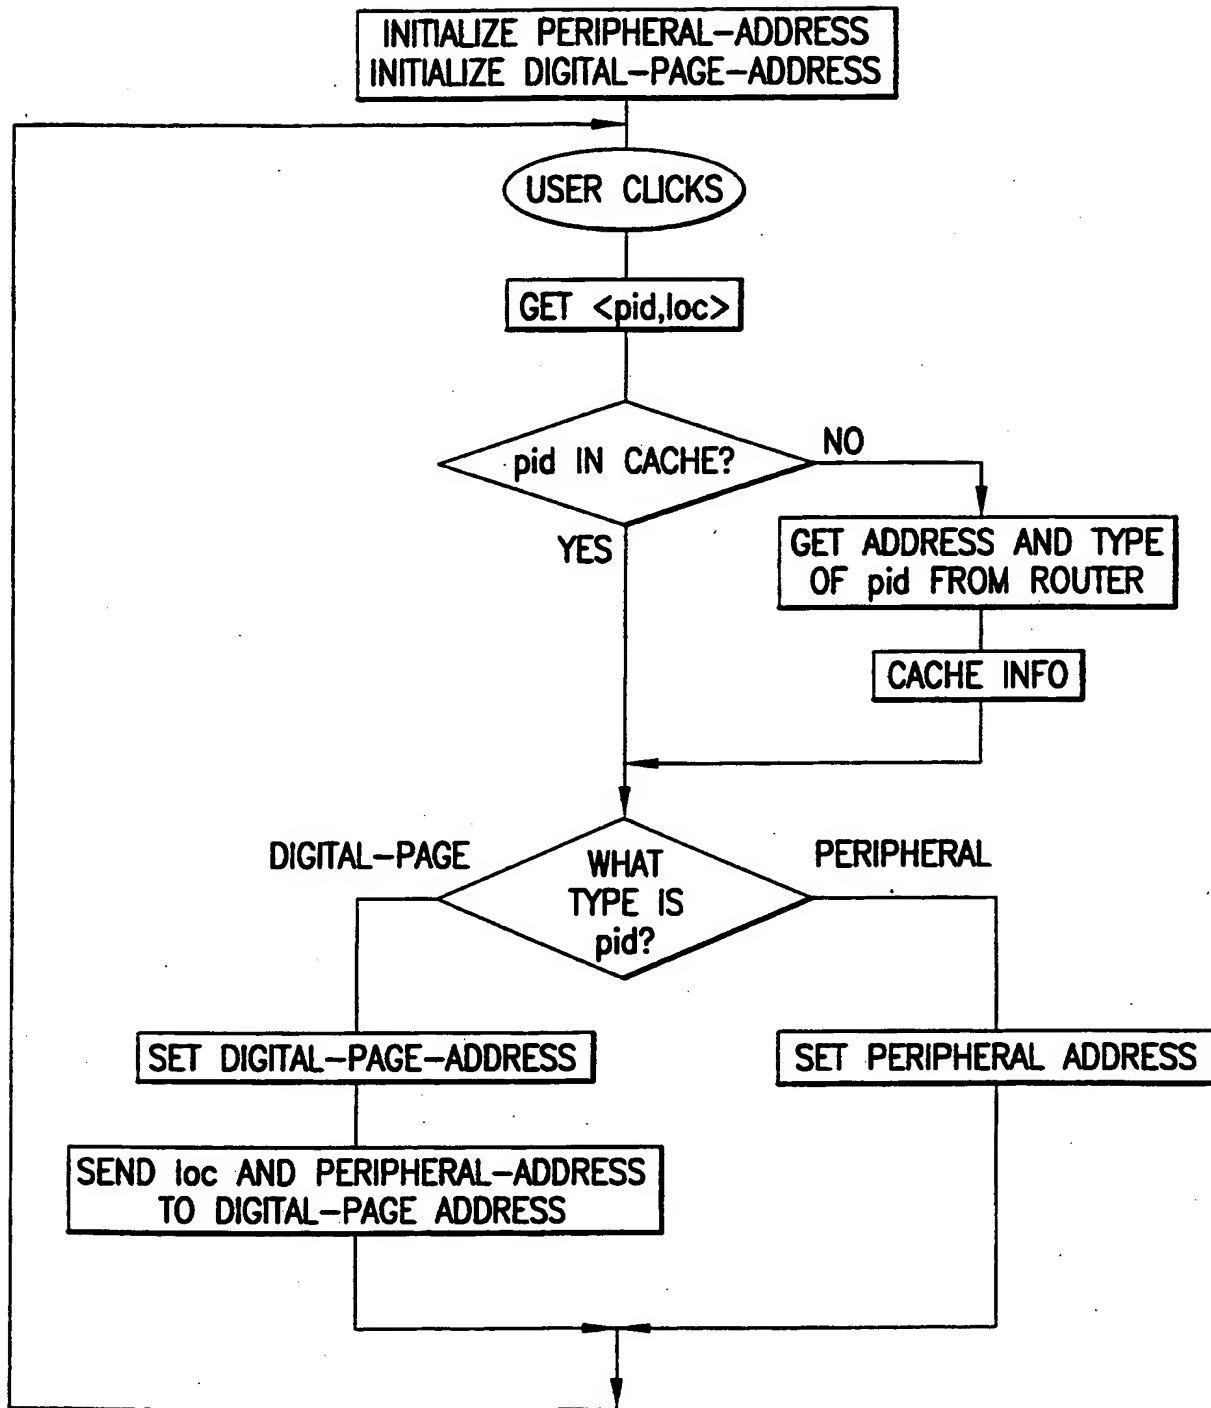 INITIALIZE PERIPHERAL-ADDRESS
INITIALIZE DIGITAL-PAGE-ADDRESS
USER CLICKS
GET <pid,loc>
pid IN CACHE?
NO
YES
GET ADDRESS AND TYPE
OF pid FROM ROUTER
CACHE INFO
DIGITAL-PAGE
WHAT
TYPE IS
pid?
PERIPHERAL
SET DIGITAL-PAGE-ADDRESS
SET PERIPHERAL ADDRESS
SEND loc AND PERIPHERAL-ADDRESS
TO DIGITAL-PAGE ADDRESS